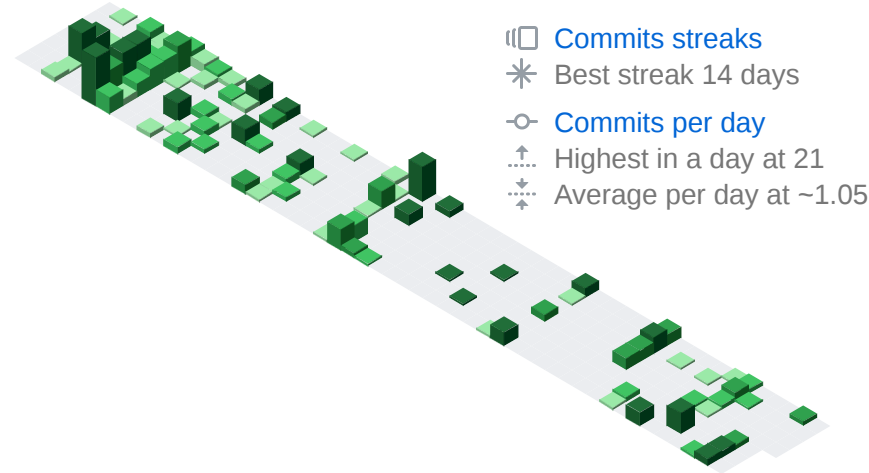 Commits streaks
Best streak 14 days
Commits per day
Highest in a day at 21
Average per day at ~1.05